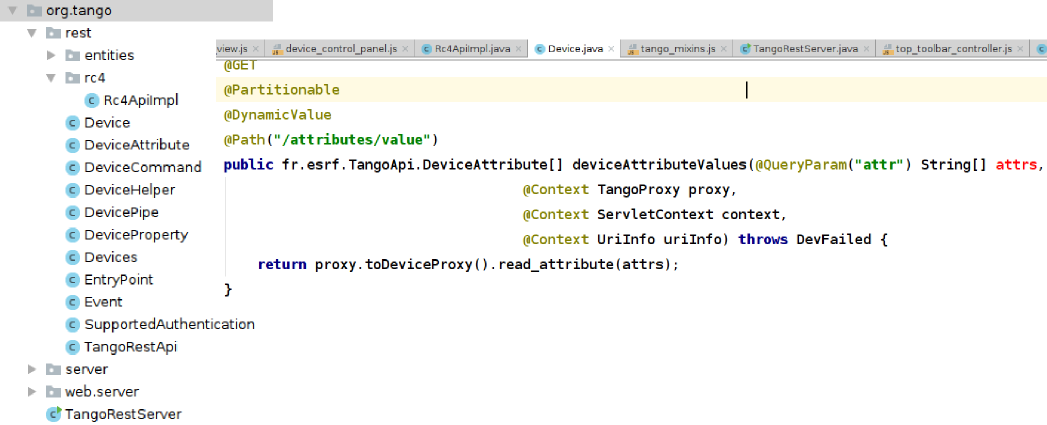 org.tango
rest
entities
rc4
Rc4ApiImpl
Device
DeviceAttribute
DeviceCommand
DeviceHelper
DevicePipe
DeviceProperty
Devices
EntryPoint
Event
SupportedAuthentication
TangoRestApi
server
web.server
TangoRestServer
view.js device_control_panel.js Rc4ApiImpl.java Device.java tango_mixins.js TangoRestServer.java top_toolbar_controller.js
@GET
@Partitionable
@DynamicValue
@Path("/attributes/value")
public fr.esrf.TangoApi.DeviceAttribute[] deviceAttributeValues(@QueryParam("attr") String[] attrs,
@Context TangoProxy proxy,
@Context ServletContext context,
@Context UriInfo uriInfo) throws DevFailed {
return proxy.toDeviceProxy().read_attribute(attrs);
}